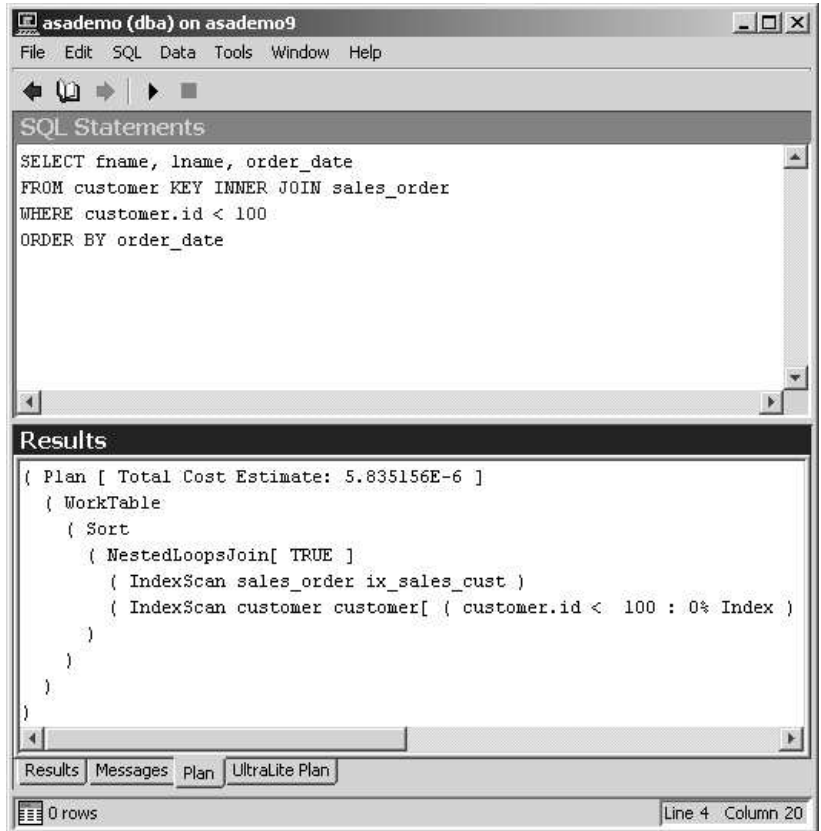 asademo (dba) on asademo9
File Edit SQL Data Tools Window Help
SQL Statements
SELECT fname, lname, order_date
FROM customer KEY INNER JOIN sales_order
WHERE customer.id < 100
ORDER BY order_date
Results
( Plan [ Total Cost Estimate: 5.835156E-6 ]
( WorkTable
( Sort
( NestedLoopsJoin[ TRUE ]
( IndexScan sales_order ix_sales_cust )
( IndexScan customer customer[ ( customer.id < 100 : 0% Index )
)
)
)
)
Results Messages Plan UltraLite Plan
0 rows Line 4 Column 20